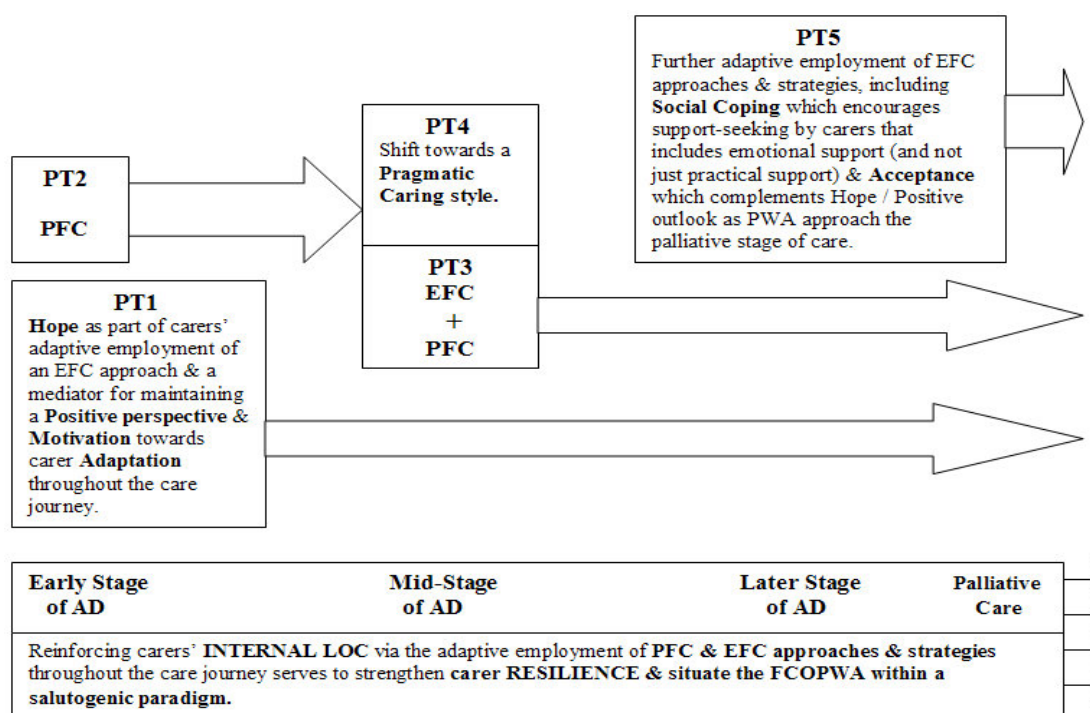 PT5
Further adaptive employment of EFC
approaches & strategies, including
Social Coping which encourages
support-seeking by carers that
includes emotional support (and not
just practical support) & Acceptance
which complements Hope / Positive
outlook as PWA approach the
palliative stage of care.
PT4
Shift towards a
Pragmatic
Caring style.
PT2
PFC
PT3
EFC
+
PFC
PT1
Hope as part of carers'
adaptive employment of
an EFC approach & a
mediator for maintaining
a Positive perspective &
Motivation towards
carer Adaptation
throughout the care
journey.
Early Stage
of AD
Mid-Stage
of AD
Later Stage
of AD
Palliative
Care
Reinforcing carers' INTERNAL LOC via the adaptive employment of PFC & EFC approaches & strategies
throughout the care journey serves to strengthen carer RESILIENCE & situate the FCOPWA within a
salutogenic paradigm.